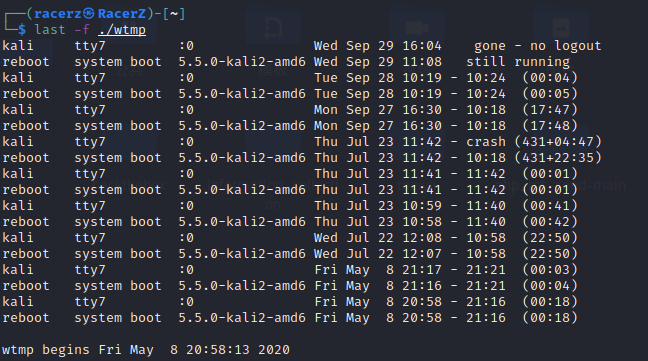 ┌──(racerz㉿RacerZ)-[~]
└─$ last -f ./wtmp
kali     tty7         :0               Wed Sep 29 16:04    gone - no logout
reboot   system boot  5.5.0-kali2-amd6 Wed Sep 29 11:08   still running
kali     tty7         :0               Tue Sep 28 10:19 - 10:24  (00:04)
reboot   system boot  5.5.0-kali2-amd6 Tue Sep 28 10:19 - 10:24  (00:05)
kali     tty7         :0               Mon Sep 27 16:30 - 10:18  (17:47)
reboot   system boot  5.5.0-kali2-amd6 Mon Sep 27 16:30 - 10:18  (17:48)
kali     tty7         :0               Thu Jul 23 11:42 - crash (431+04:47)
reboot   system boot  5.5.0-kali2-amd6 Thu Jul 23 11:42 - 10:18 (431+22:35)
kali     tty7         :0               Thu Jul 23 11:41 - 11:42  (00:01)
reboot   system boot  5.5.0-kali2-amd6 Thu Jul 23 11:41 - 11:42  (00:01)
kali     tty7         :0               Thu Jul 23 10:59 - 11:40  (00:41)
reboot   system boot  5.5.0-kali2-amd6 Thu Jul 23 10:58 - 11:40  (00:42)
kali     tty7         :0               Wed Jul 22 12:08 - 10:58  (22:50)
reboot   system boot  5.5.0-kali2-amd6 Wed Jul 22 12:07 - 10:58  (22:50)
kali     tty7         :0               Fri May  8 21:17 - 21:21  (00:03)
reboot   system boot  5.5.0-kali2-amd6 Fri May  8 21:16 - 21:21  (00:04)
kali     tty7         :0               Fri May  8 20:58 - 21:16  (00:18)
reboot   system boot  5.5.0-kali2-amd6 Fri May  8 20:58 - 21:16  (00:18)

wtmp begins Fri May  8 20:58:13 2020